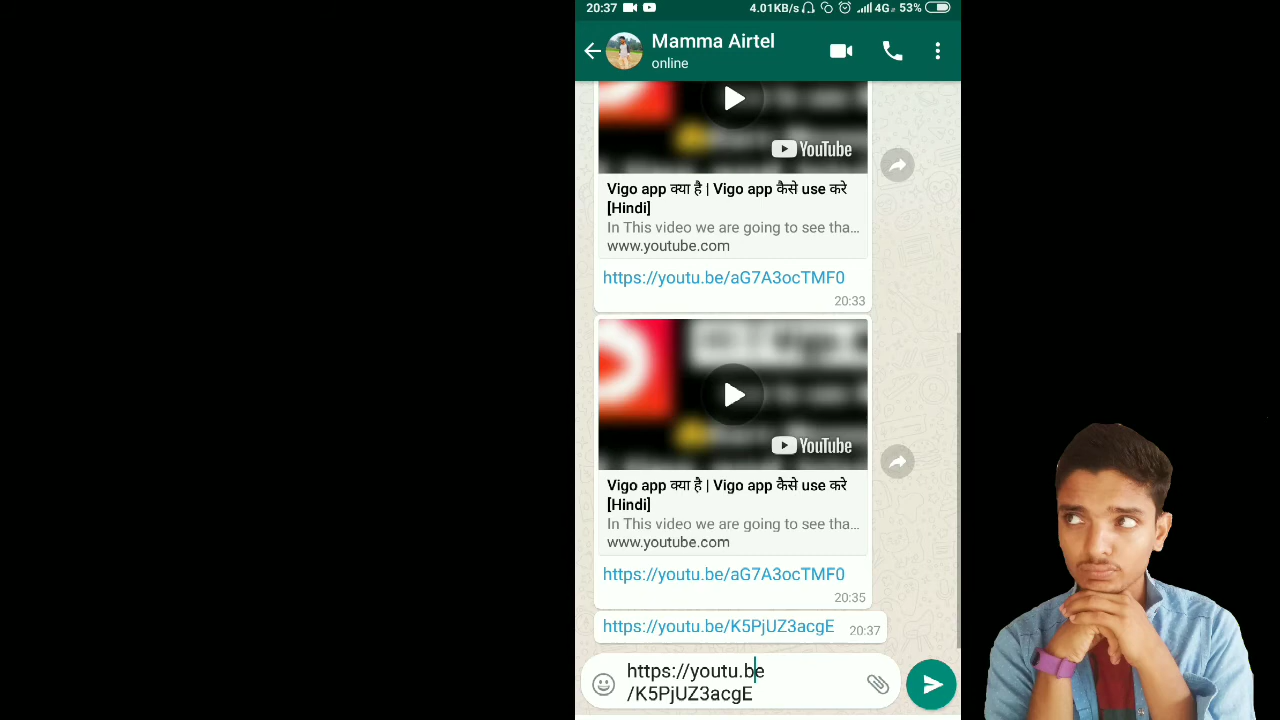 20:37
4.01KB/s 4G 53%
Mamma Airtel
online
YouTube
Vigo app क्या है | Vigo app कैसे use करे
[Hindi]
In This video we are going to see tha...
www.youtube.com
https://youtu.be/aG7A3ocTMF0
20:33
YouTube
Vigo app क्या है | Vigo app कैसे use करे
[Hindi]
In This video we are going to see tha...
www.youtube.com
https://youtu.be/aG7A3ocTMF0
20:35
https://youtu.be/K5PjUZ3acgE 20:37
https://youtu.be
/K5PjUZ3acgE